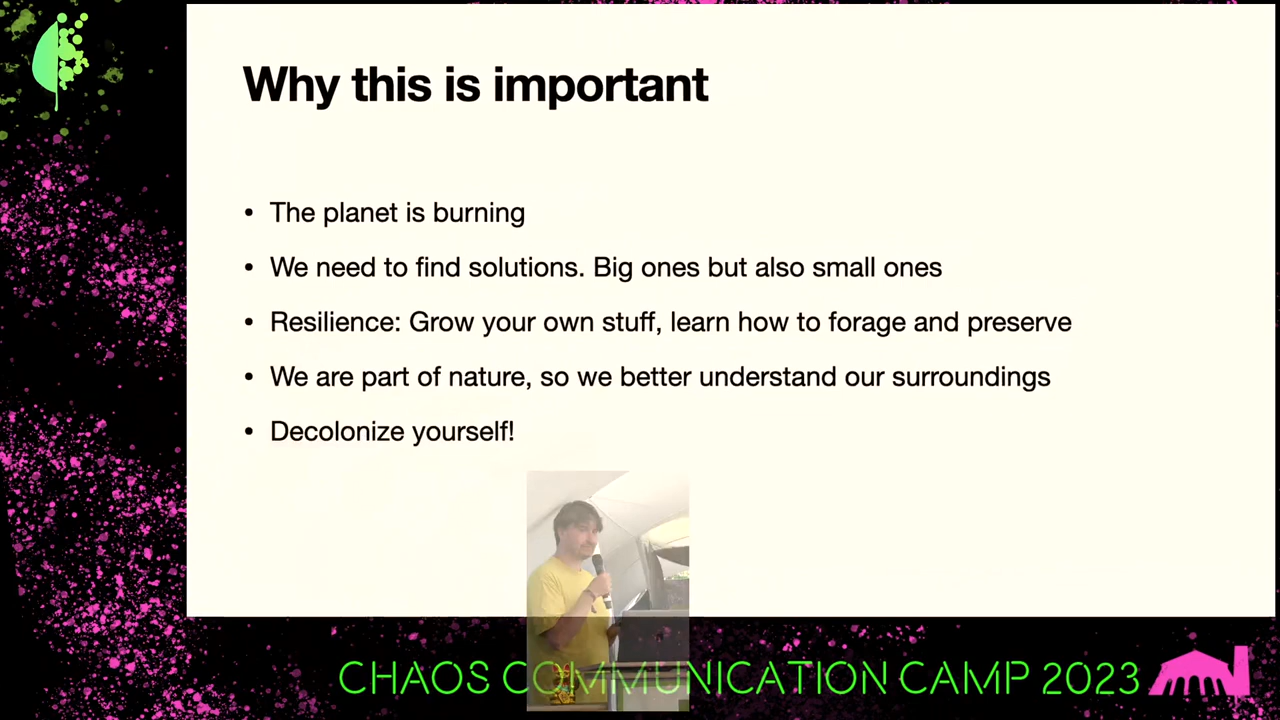 Why this is important
• The planet is burning
• We need to find solutions. Big ones but also small ones
• Resilience: Grow your own stuff, learn how to forage and preserve
• We are part of nature, so we better understand our surroundings
• Decolonize yourself!
CHAOS COMMUNICATION CAMP 2023